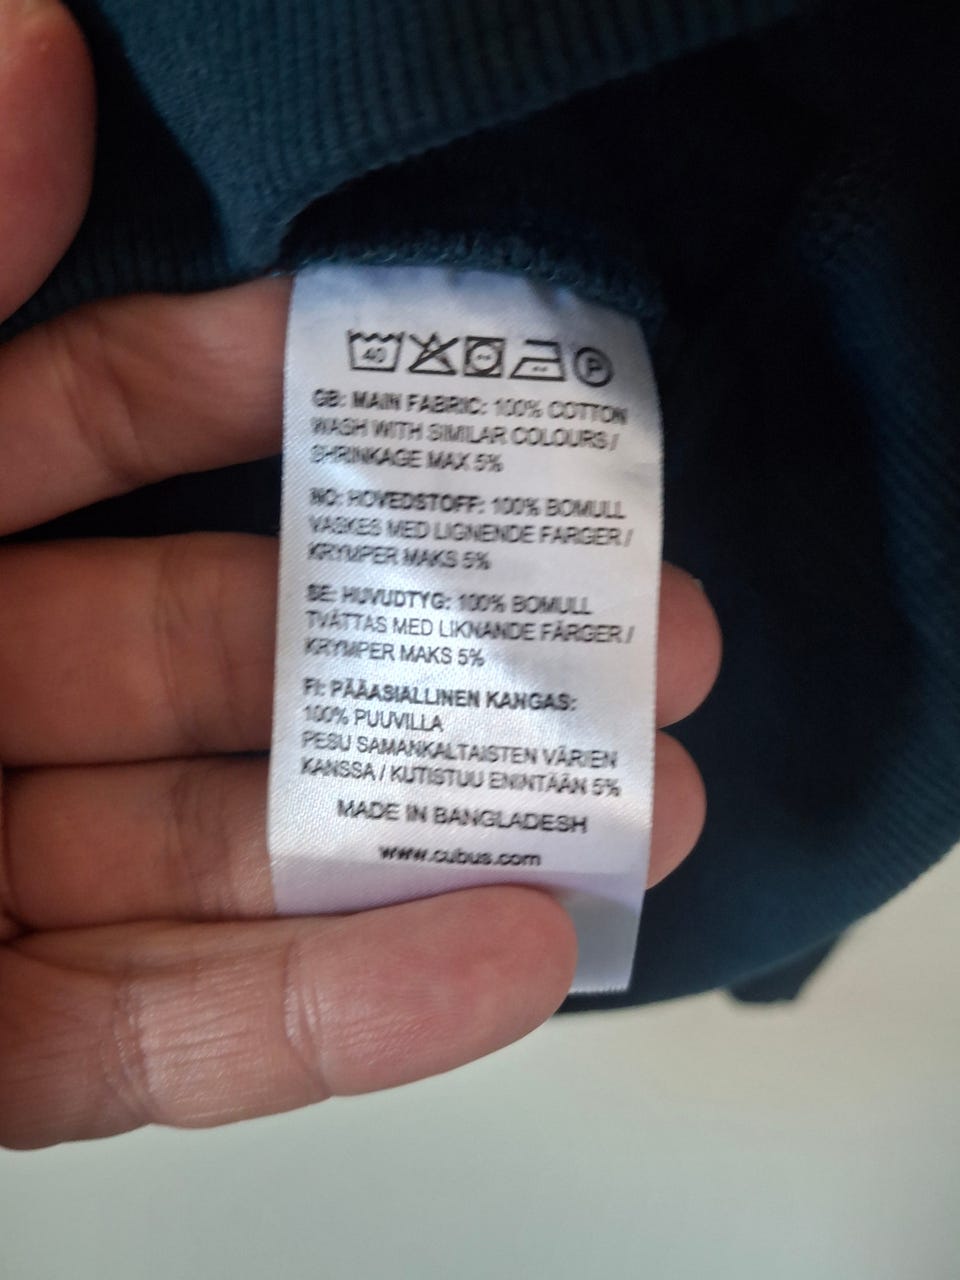 40 P
GB: MAIN FABRIC: 100% COTTON
WASH WITH SIMILAR COLOURS /
SHRINKAGE MAX 5%
NO: HOVEDSTOFF: 100% BOMULL
VASKES MED LIGNENDE FARGER /
KRYMPER MAKS 5%
SE: HUVUDTYG: 100% BOMULL
TVÄTTAS MED LIKNANDE FÄRGER /
KRYMPER MAKS 5%
FI: PÄÄASIALLINEN KANGAS:
100% PUUVILLA
PESU SAMANKALTAISTEN VÄRIEN
KANSSA / KUTISTUU ENINTÄÄN 5%
MADE IN BANGLADESH
www.cubus.com